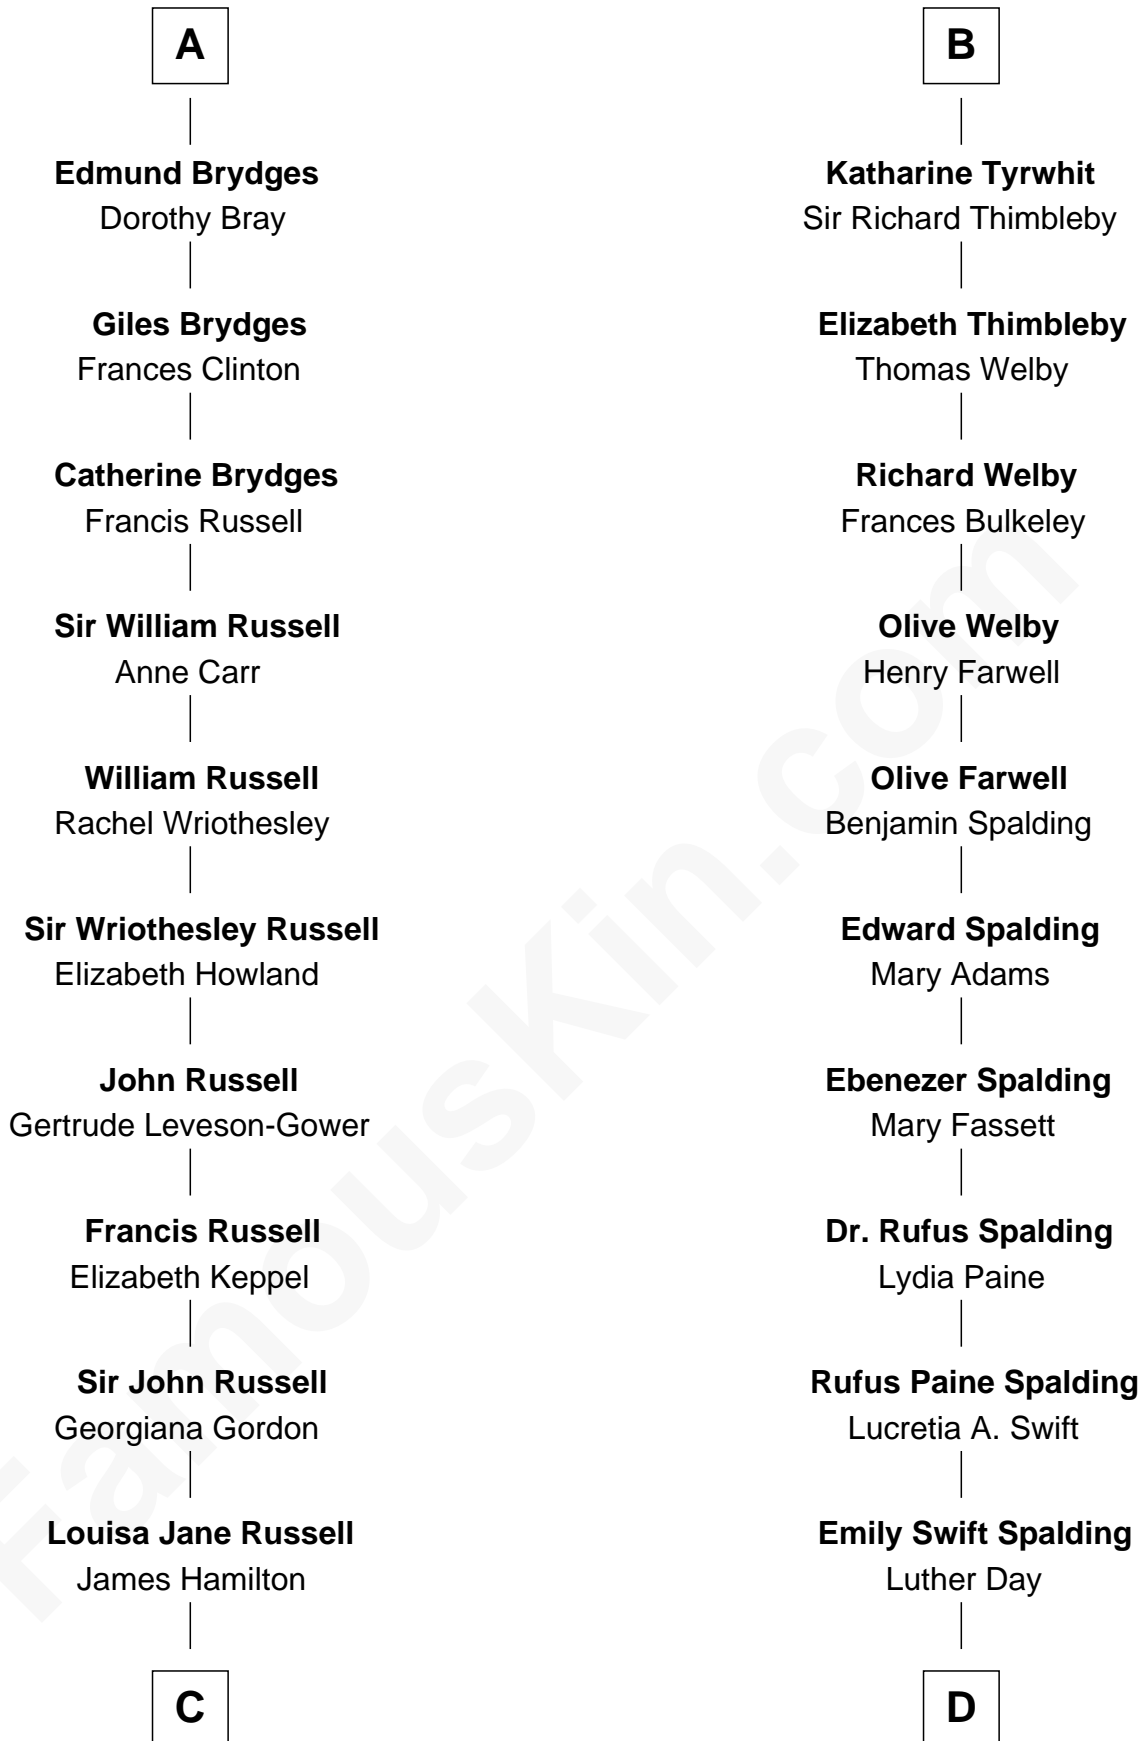 A
Edmund Brydges
Dorothy Bray
Giles Brydges
Frances Clinton
Catherine Brydges
Francis Russell
Sir William Russell
Anne Carr
William Russell
Rachel Wriothesley
Sir Wriothesley Russell
Elizabeth Howland
John Russell
Gertrude Leveson-Gower
Francis Russell
Elizabeth Keppel
Sir John Russell
Georgiana Gordon
Louisa Jane Russell
James Hamilton
C
B
Katharine Tyrwhit
Sir Richard Thimbleby
Elizabeth Thimbleby
Thomas Welby
Richard Welby
Frances Bulkeley
Olive Welby
Henry Farwell
Olive Farwell
Benjamin Spalding
Edward Spalding
Mary Adams
Ebenezer Spalding
Mary Fassett
Dr. Rufus Spalding
Lydia Paine
Rufus Paine Spalding
Lucretia A. Swift
Emily Swift Spalding
Luther Day
D
FamousKin.com